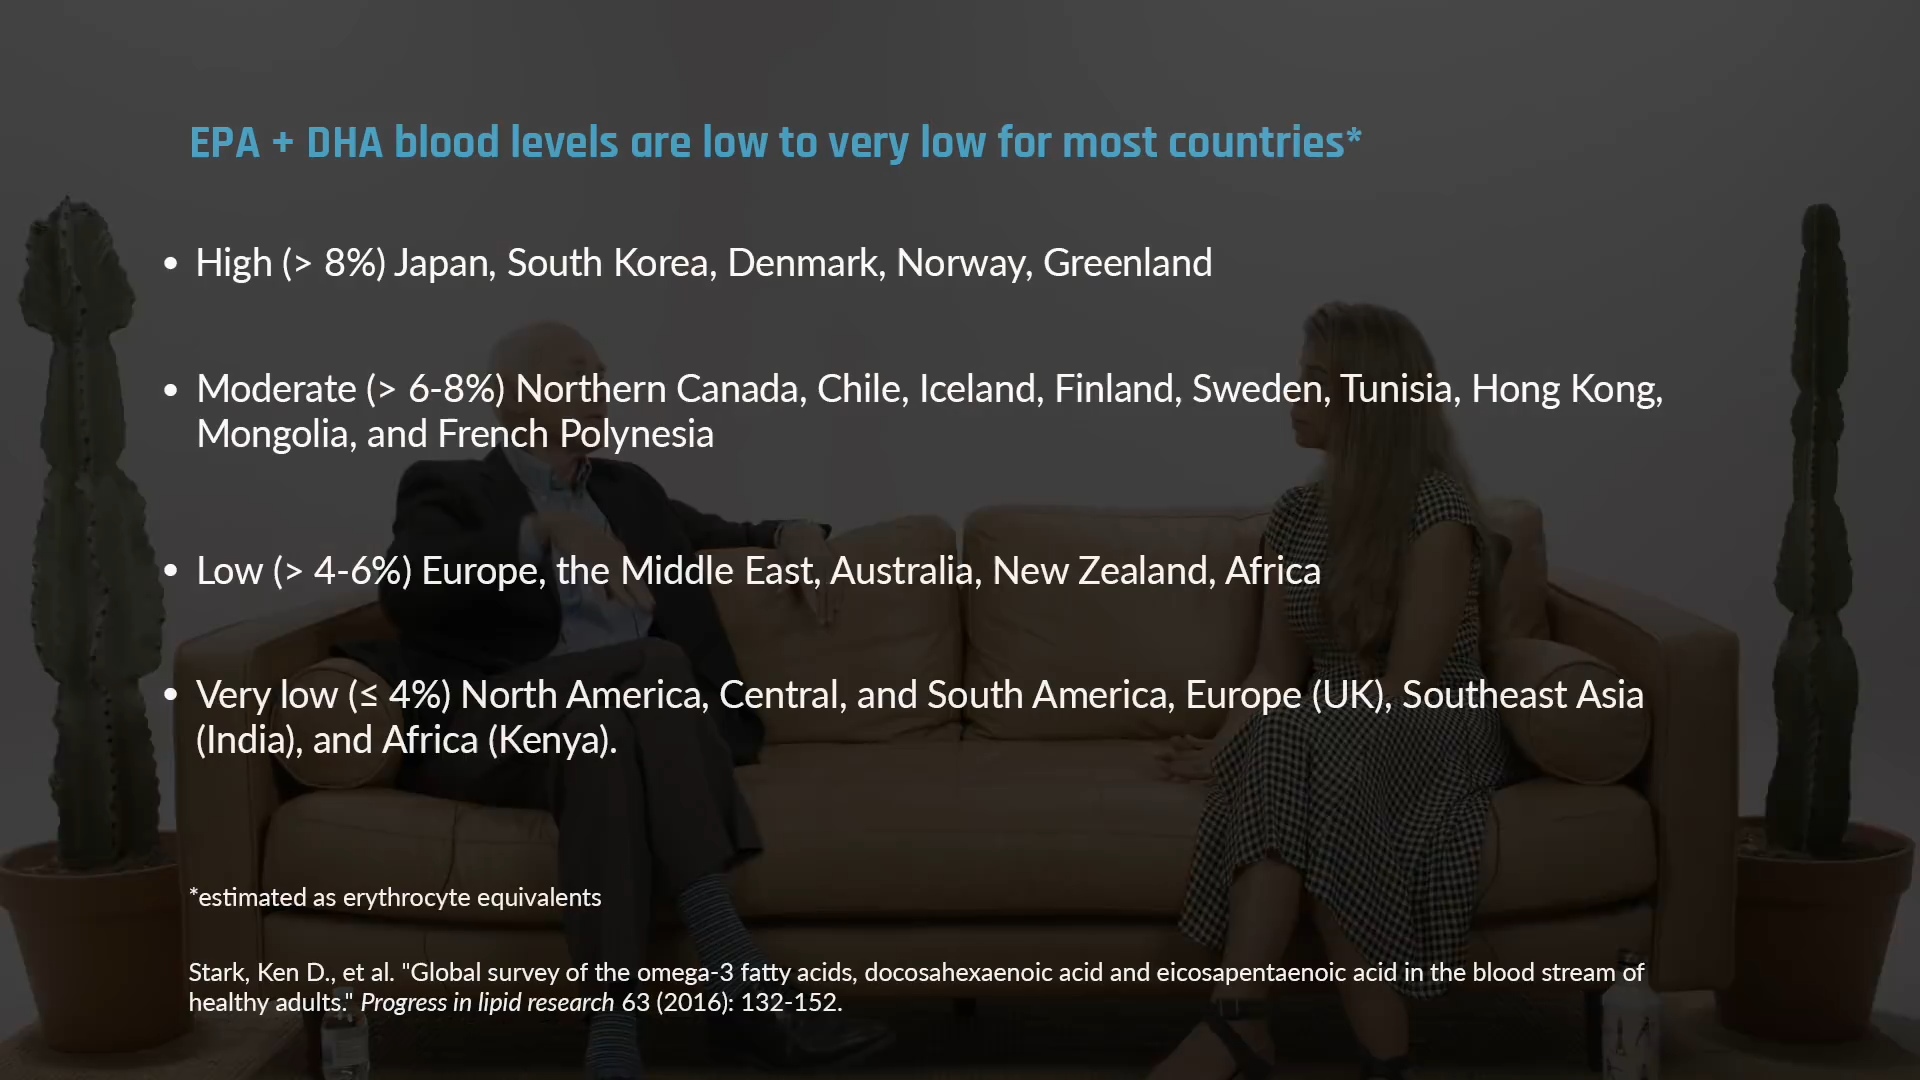 EPA + DHA blood levels are low to very low for most countries*
• High (> 8%) Japan, South Korea, Denmark, Norway, Greenland
• Moderate (> 6-8%) Northern Canada, Chile, Iceland, Finland, Sweden, Tunisia, Hong Kong,
Mongolia, and French Polynesia
• Low (> 4-6%) Europe, the Middle East, Australia, New Zealand, Africa
• Very low (≤ 4%) North America, Central, and South America, Europe (UK), Southeast Asia
(India), and Africa (Kenya).
*estimated as erythrocyte equivalents
Stark, Ken D., et al. "Global survey of the omega-3 fatty acids, docosahexaenoic acid and eicosapentaenoic acid in the blood stream of
healthy adults." Progress in lipid research 63 (2016): 132-152.